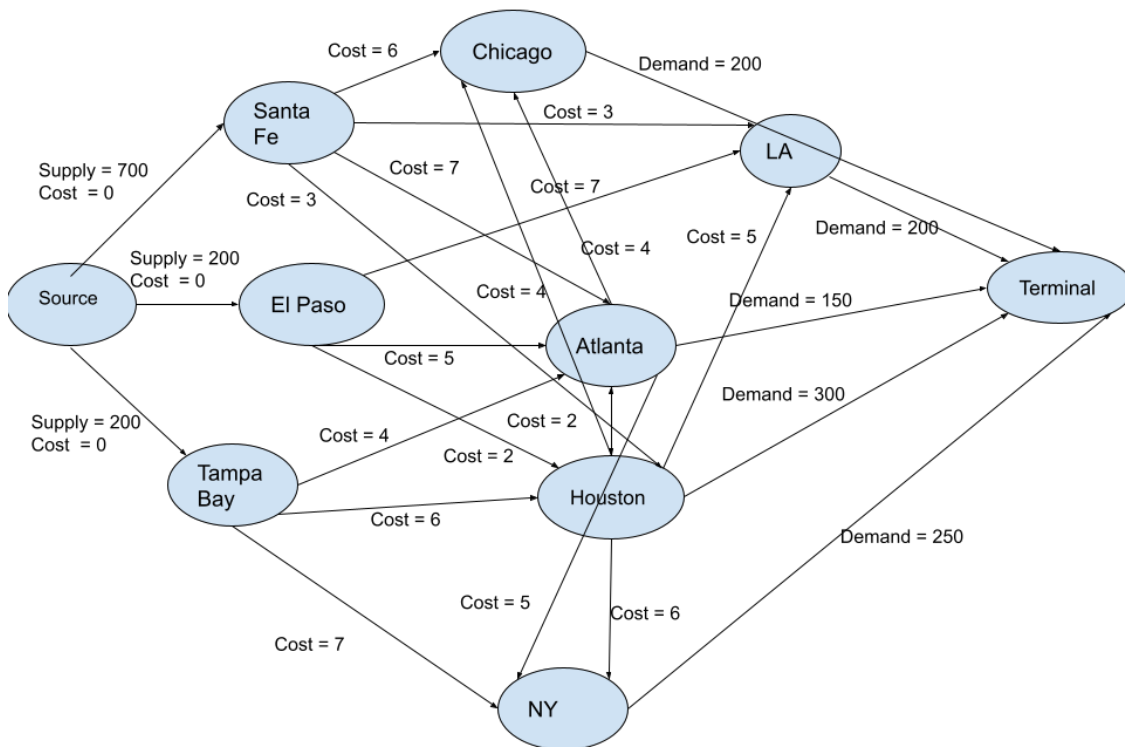 Cost = 6
Chicago
Demand = 200
Santa
Fe
Cost = 3
LA
Supply = 700
Cost  = 0
Cost = 7
Cost = 7
Cost = 3
Cost = 5
Demand = 200
Cost = 4
Supply = 200
Cost  = 0
Source
El Paso
Cost = 4
Terminal
Demand = 150
Atlanta
Cost = 5
Demand = 300
Supply = 200
Cost  = 0
Cost = 4
Cost = 2
Cost = 2
Tampa
Bay
Houston
Cost = 6
Demand = 250
Cost = 5
Cost = 6
Cost = 7
NY